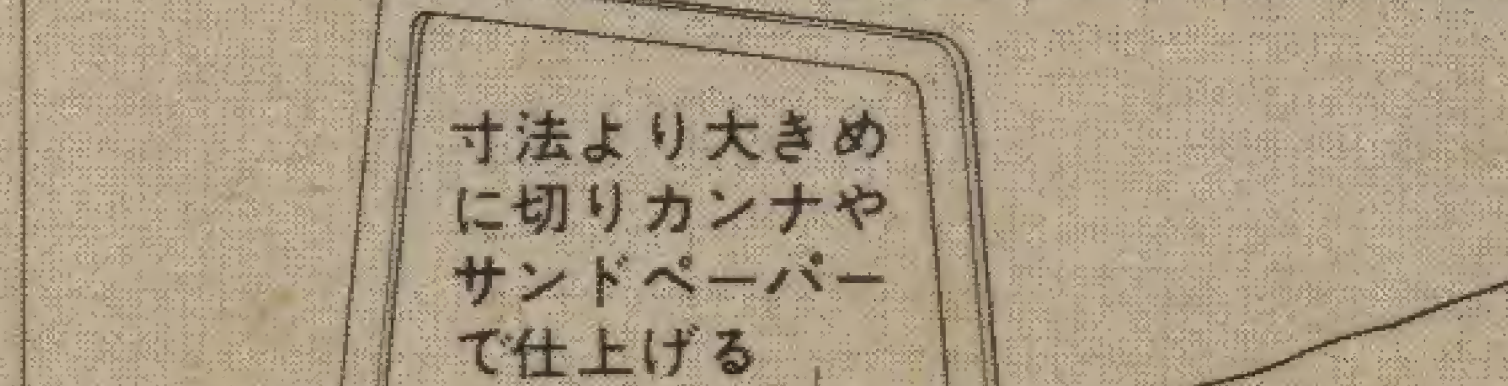 寸法より大きめ
に切りカンナや
サンドペーパー
で仕上げる